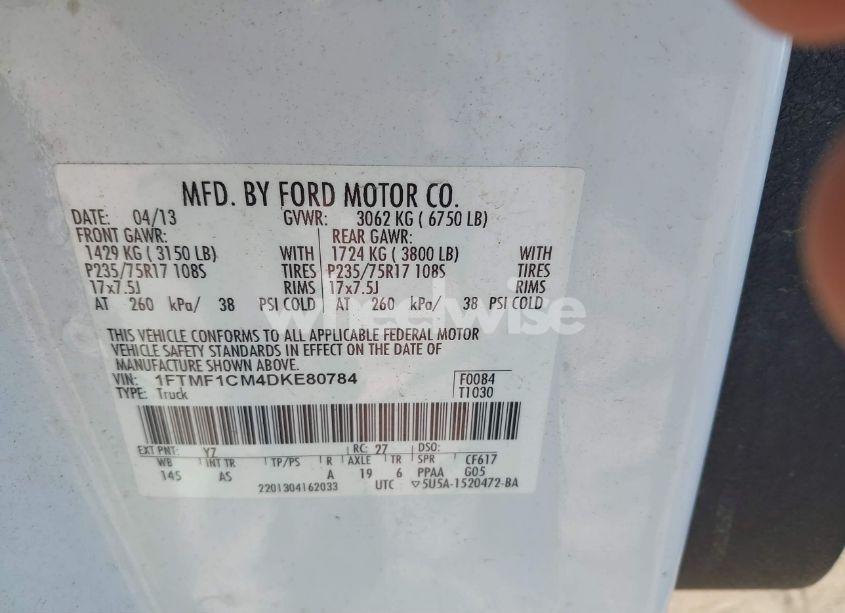 MFD. BY FORD MOTOR CO.
DATE: 04/13 GVWR: 3062 KG ( 6750 LB)
FRONT GAWR: REAR GAWR:
1429 KG ( 3150 LB) WITH 1724 KG ( 3800 LB) WITH
P235/75R17 108S TIRES P235/75R17 108S TIRES
17x7.5J RIMS 17x7.5J RIMS
AT 260 kPa/ 38 PSI COLD AT 260 kPa/ 38 PSI COLD
wheelwise
THIS VEHICLE CONFORMS TO ALL APPLICABLE FEDERAL MOTOR
VEHICLE SAFETY STANDARDS IN EFFECT ON THE DATE OF
MANUFACTURE SHOWN ABOVE.
VIN: 1FTMF1CM4DKE80784 F0084
TYPE: Truck T1030
EXT PNT: YZ RC: 27 DSO:
WB INT TR TP/PS R AXLE TR SPR CF617
145 AS A 19 6 PPAA G05
2201304162033 UTC ▽5U5A-1520472-BA